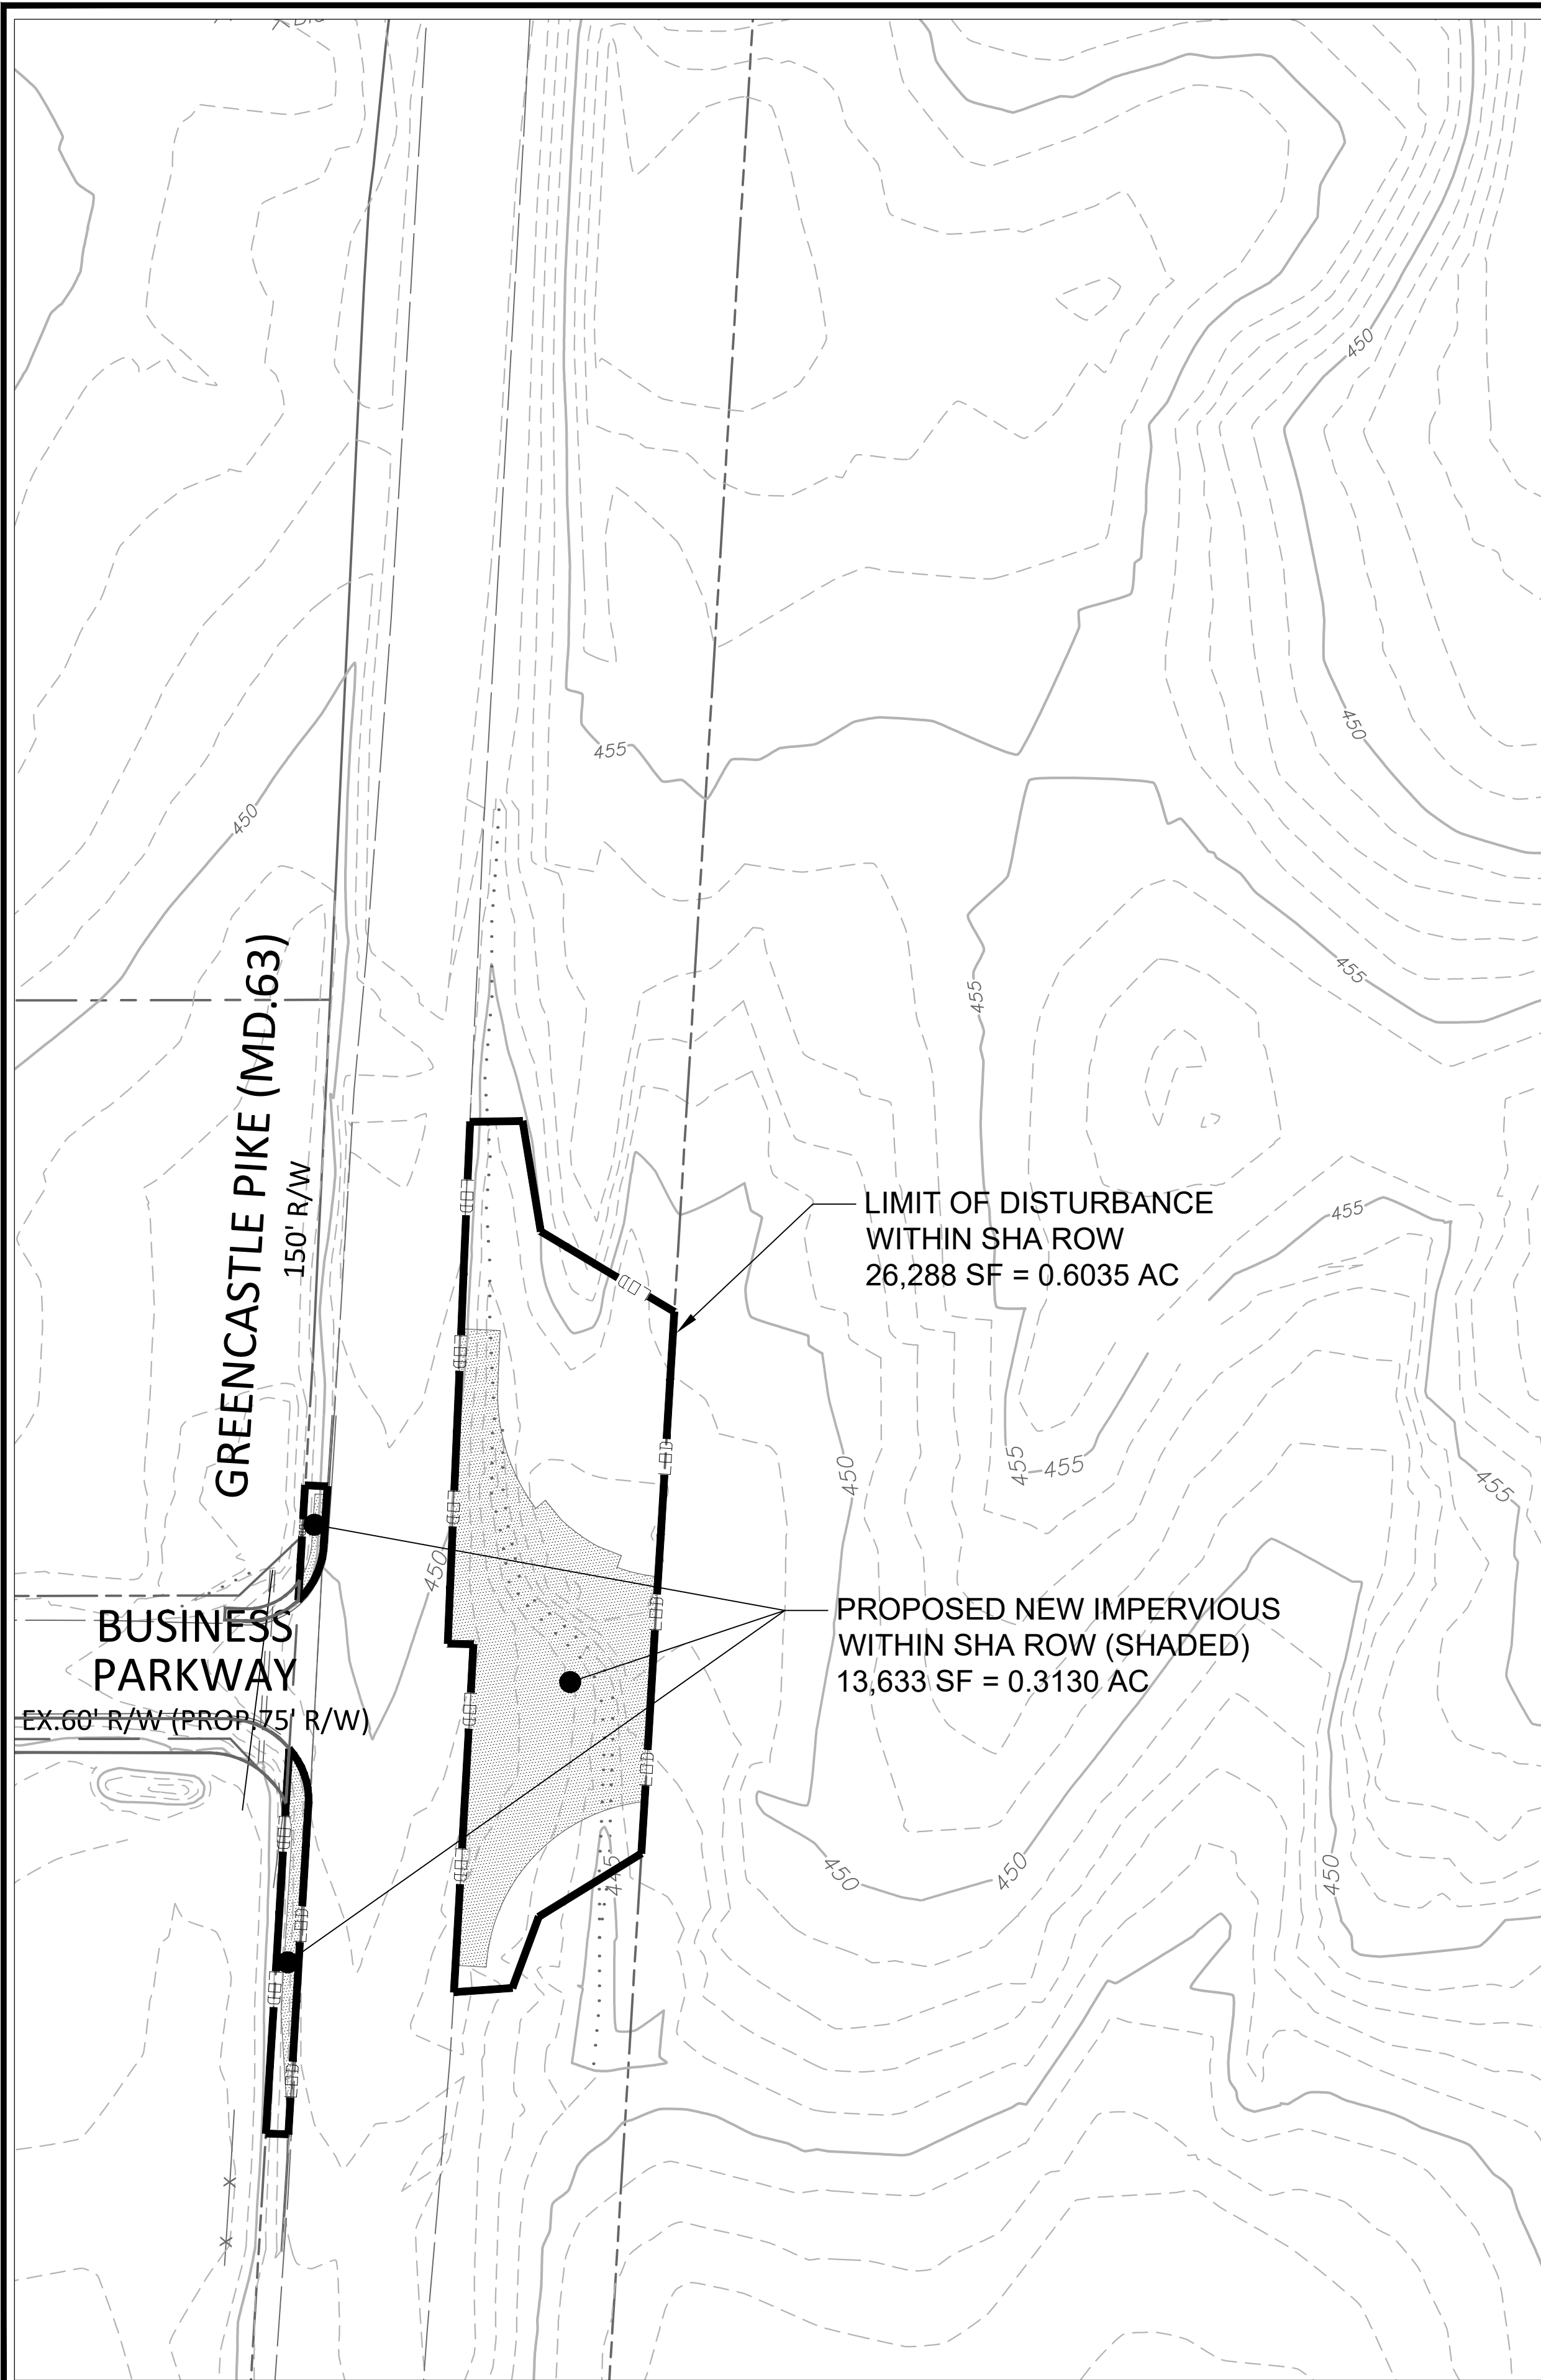 450
450
455
450
GREENCASTLE PIKE (MD.63)
150' R/W
455
455
LIMIT OF DISTURBANCE
WITHIN SHA ROW
26,288 SF = 0.6035 AC
455
450
455
455
455
450
BUSINESS
PARKWAY
EX.60' R/W (PROP.75' R/W)
PROPOSED NEW IMPERVIOUS
WITHIN SHA ROW (SHADED)
13,633 SF = 0.3130 AC
445
450
450
450